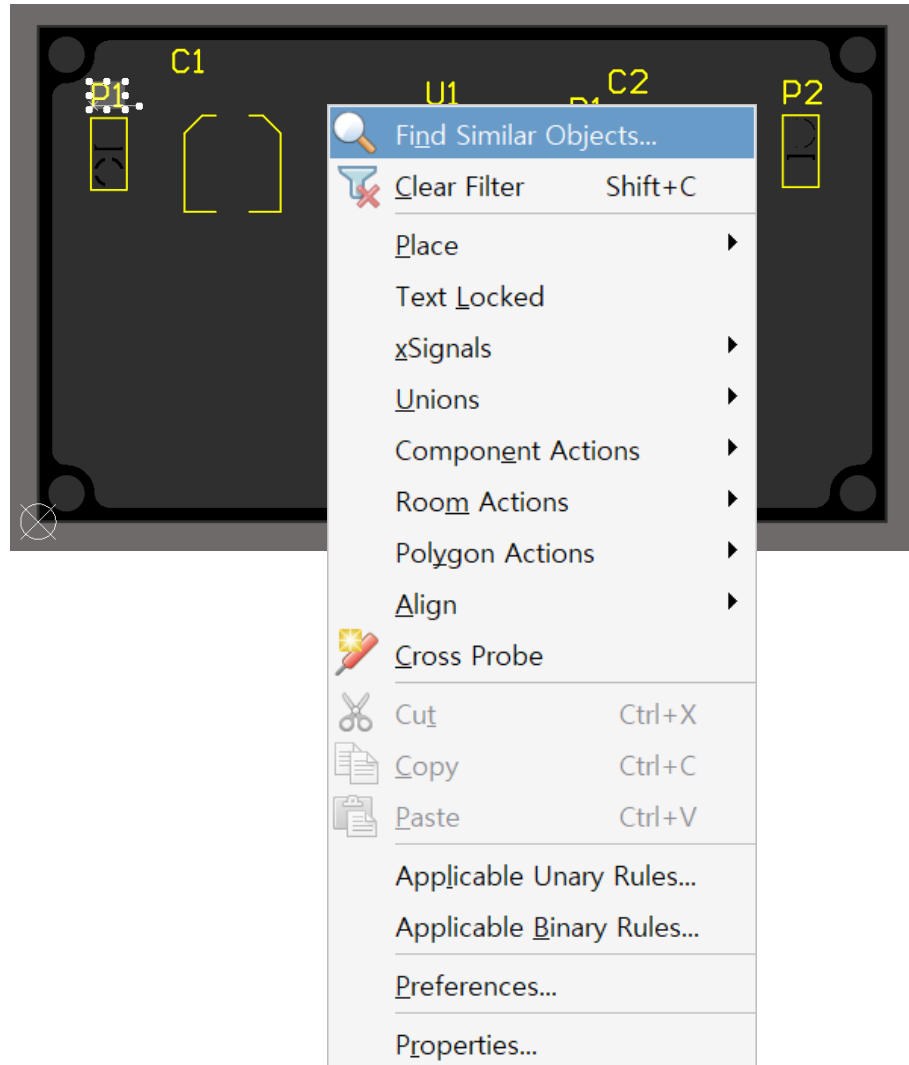 C1
P1
U1
C2
P2
Find Similar Objects...
Clear Filter Shift+C
Place
Text Locked
xSignals
Unions
Component Actions
Room Actions
Polygon Actions
Align
Cross Probe
Cut Ctrl+X
Copy Ctrl+C
Paste Ctrl+V
Applicable Unary Rules...
Applicable Binary Rules...
Preferences...
Properties...